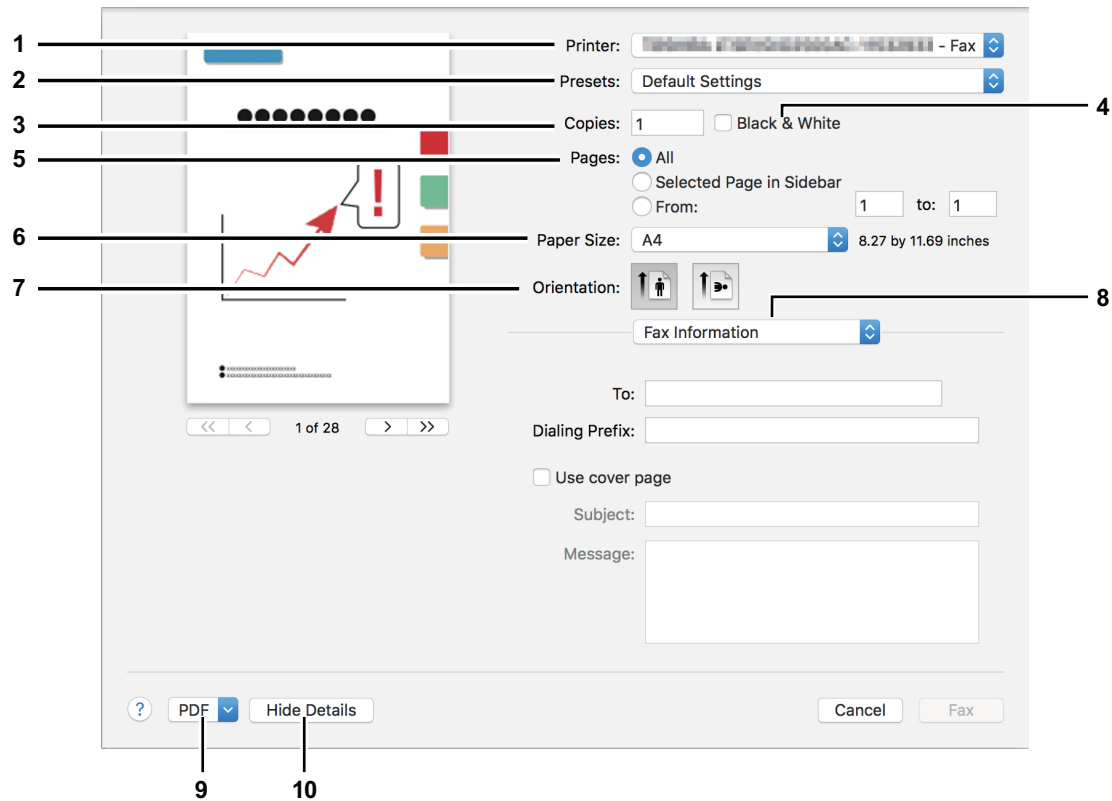 1
Printer:
- Fax
2
Presets:
Default Settings
3
Copies:
1
Black & White
4
5
Pages:
All
Selected Page in Sidebar
From:
1
to:
1
6
Paper Size:
A4
8.27 by 11.69 inches
7
Orientation:
8
Fax Information
To:
1 of 28
Dialing Prefix:
Use cover page
Subject:
Message:
?
PDF
Hide Details
Cancel
Fax
9
10